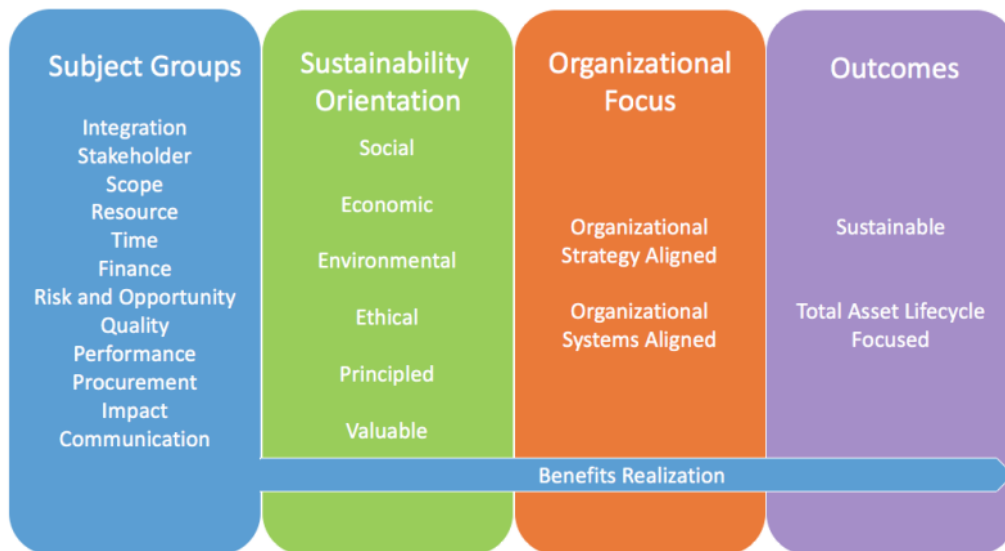 Subject Groups
Integration
Stakeholder
Scope
Resource
Time
Finance
Risk and Opportunity
Quality
Performance
Procurement
Impact
Communication
Sustainability
Orientation
Social
Economic
Environmental
Ethical
Principled
Valuable
Organizational
Focus
Organizational
Strategy Aligned
Organizational
Systems Aligned
Outcomes
Sustainable
Total Asset Lifecycle
Focused
Benefits Realization